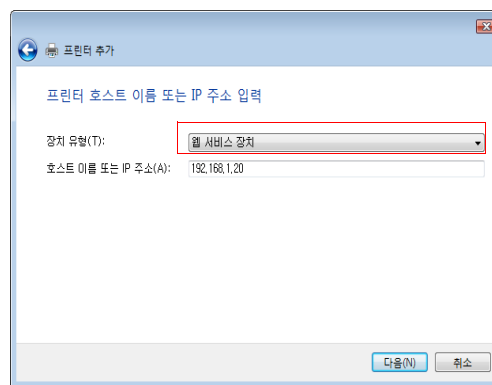 프린터 추가
프린터 호스트 이름 또는 IP 주소 입력
장치 유형(T): 웹 서비스 장치
호스트 이름 또는 IP 주소(A): 192,168,1,20
다음(N) 취소